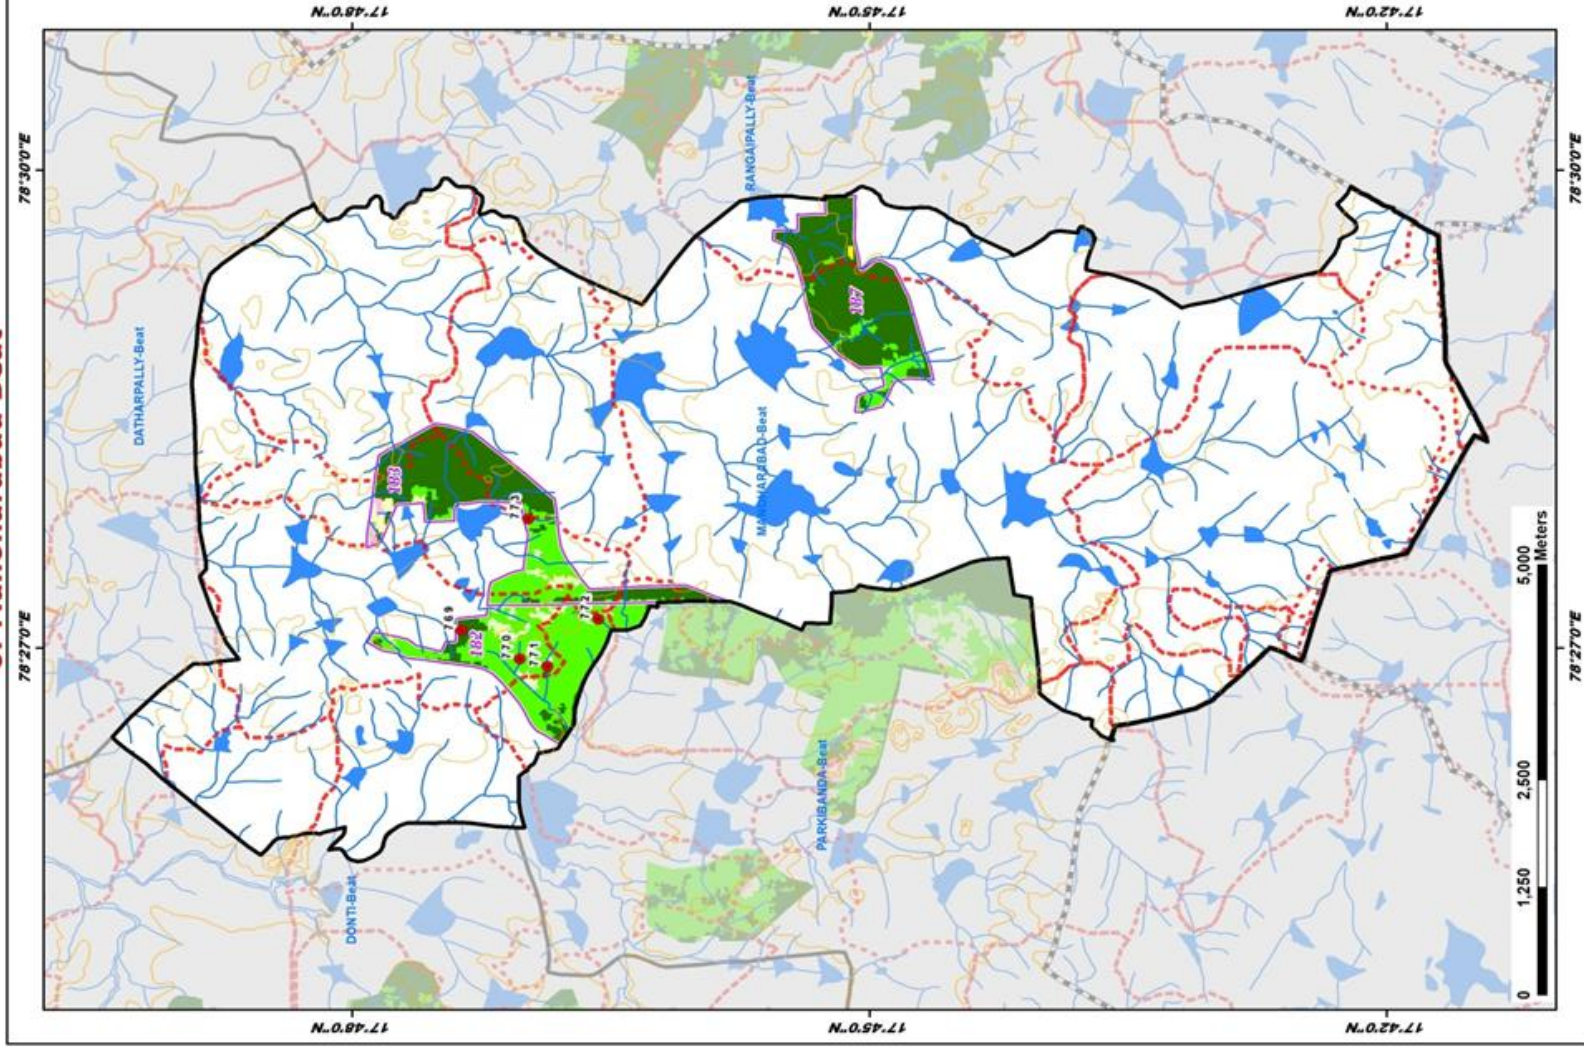 17°48'0"N
17°45'0"N
17°42'0"N
78°30'0"E
78°30'0"E
RANGAIPALLY-Beat
DATHARPALLY-Beat
187
183
MANOHARABAD-Beat
773
769
772
182
770
771
78°27'0"E
78°27'0"E
PARKIBANDA-Beat
DONTI-Beat
0
1,250
2,500
5,000
Meters
17°48'0"N
17°45'0"N
17°42'0"N